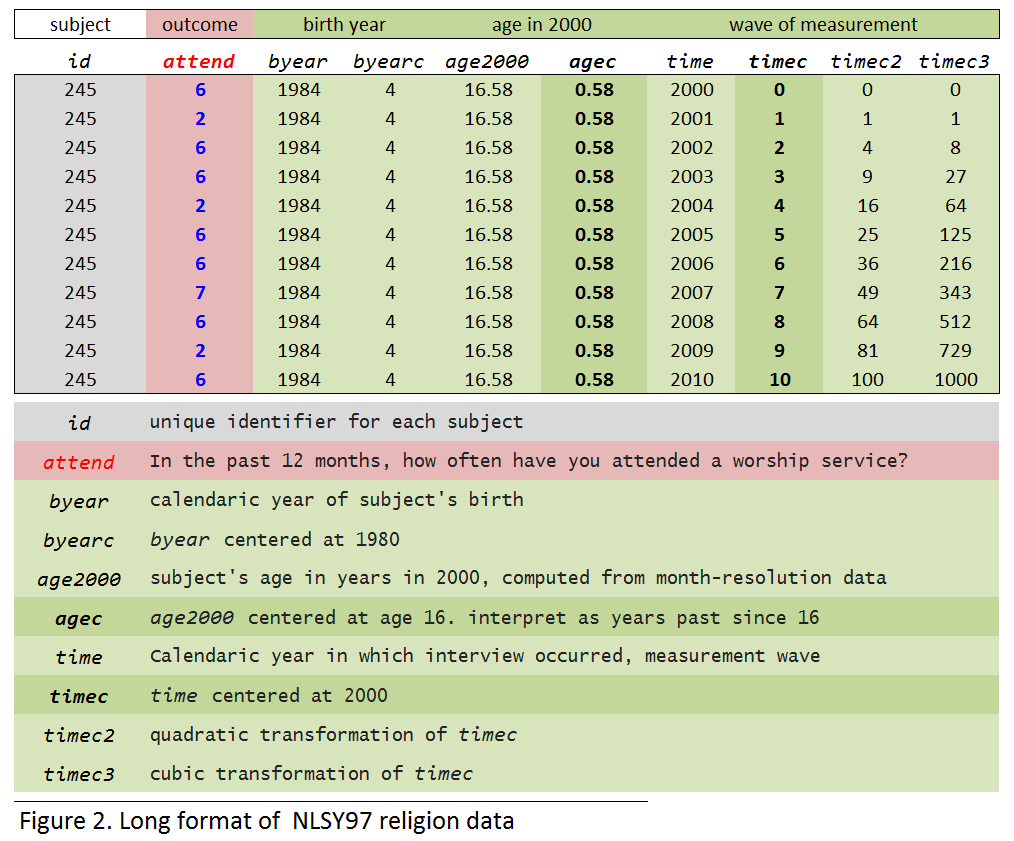 subject outcome birth year age in 2000 wave of measurement
id attend byear byearc age2000 agec time timec timec2 timec3
245 6 1984 4 16.58 0.58 2000 0 0 0
245 2 1984 4 16.58 0.58 2001 1 1 1
245 6 1984 4 16.58 0.58 2002 2 4 8
245 6 1984 4 16.58 0.58 2003 3 9 27
245 2 1984 4 16.58 0.58 2004 4 16 64
245 6 1984 4 16.58 0.58 2005 5 25 125
245 6 1984 4 16.58 0.58 2006 6 36 216
245 7 1984 4 16.58 0.58 2007 7 49 343
245 6 1984 4 16.58 0.58 2008 8 64 512
245 2 1984 4 16.58 0.58 2009 9 81 729
245 6 1984 4 16.58 0.58 2010 10 100 1000
id unique identifier for each subject
attend In the past 12 months, how often have you attended a worship service?
byear calendaric year of subject's birth
byearc byear centered at 1980
age2000 subject's age in years in 2000, computed from month-resolution data
agec age2000 centered at age 16. interpret as years past since 16
time Calendaric year in which interview occurred, measurement wave
timec time centered at 2000
timec2 quadratic transformation of timec
timec3 cubic transformation of timec
Figure 2. Long format of NLSY97 religion data